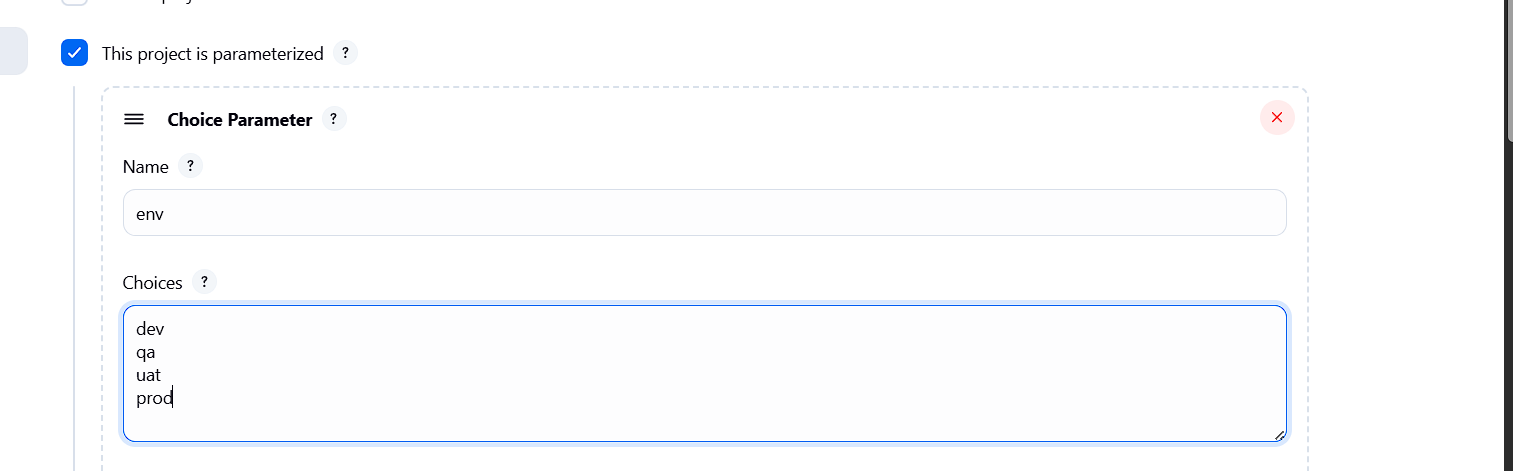 This project is parameterized ?
Choice Parameter ?
Name ?
env
Choices ?
dev
qa
uat
prod